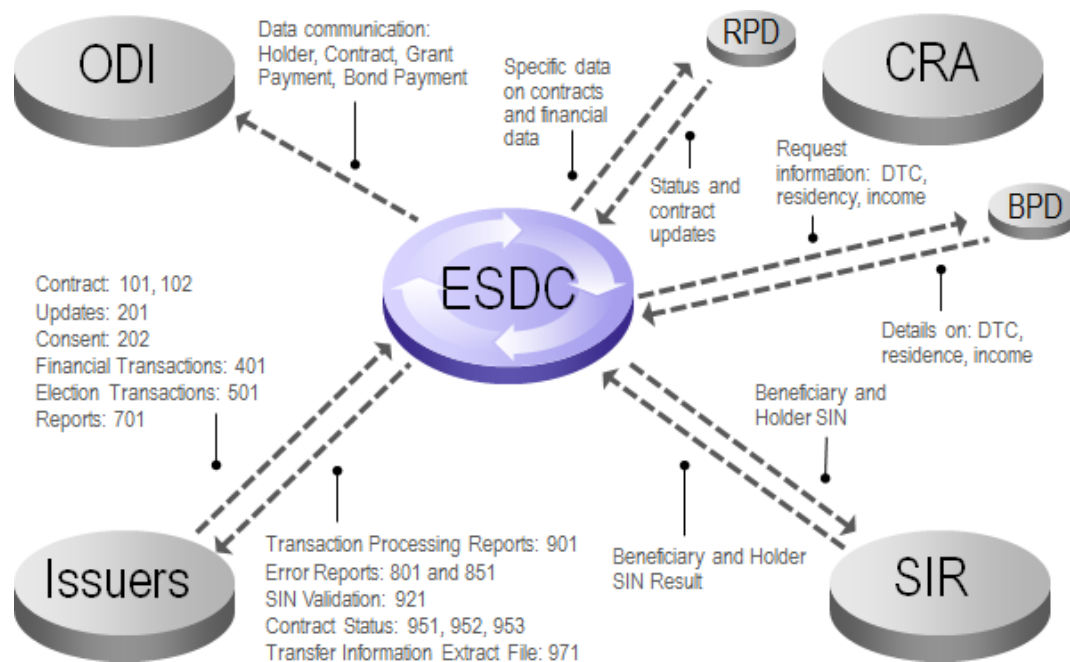 ODI
Data communication:
Holder, Contract, Grant
Payment, Bond Payment
RPD
CRA
Specific data
on contracts
and financial
data
Status and
contract
updates
Request
information: DTC,
residency, income
BPD
ESDC
Details on: DTC,
residence, income
Contract: 101, 102
Updates: 201
Consent: 202
Financial Transactions: 401
Election Transactions: 501
Reports: 701
Beneficiary and
Holder SIN
Issuers
Transaction Processing Reports: 901
Error Reports: 801 and 851
SIN Validation: 921
Contract Status: 951, 952, 953
Transfer Information Extract File: 971
Beneficiary and Holder
SIN Result
SIR